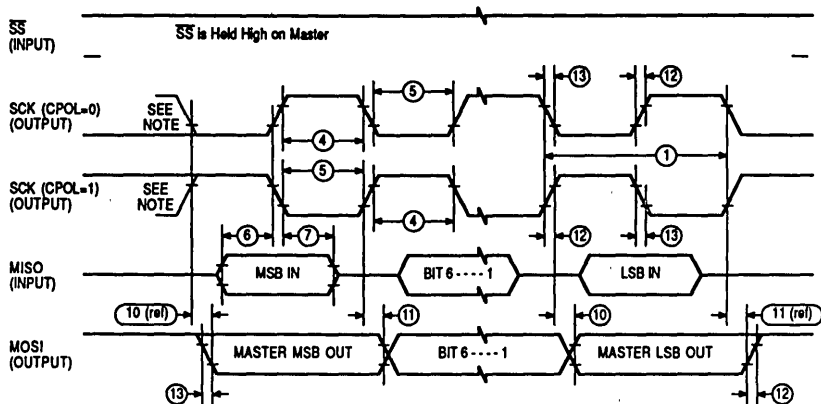 SS
(INPUT)
SS is Held High on Master
13
12
5
SCK (CPOL=0)
(OUTPUT)
SEE
NOTE
4
1
5
SCK (CPOL=1)
(OUTPUT)
SEE
NOTE
4
12
13
6
7
MISO
(INPUT)
MSB IN
BIT 6 - - - - 1
LSB IN
10 (ref)
11
10
11 (ref)
MOSI
(OUTPUT)
MASTER MSB OUT
BIT 6 - - - - 1
MASTER LSB OUT
13
12